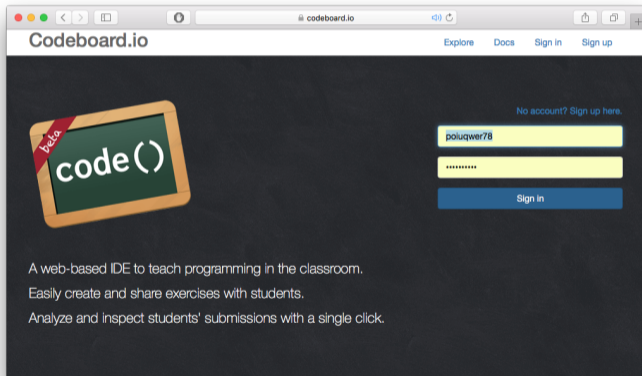 codeboard.io
Codeboard.io
Explore Docs Sign in Sign up
No account? Sign up here.
beta
code()
poiuqwer78
••••••••••
Sign in
A web-based IDE to teach programming in the classroom.
Easily create and share exercises with students.
Analyze and inspect students' submissions with a single click.